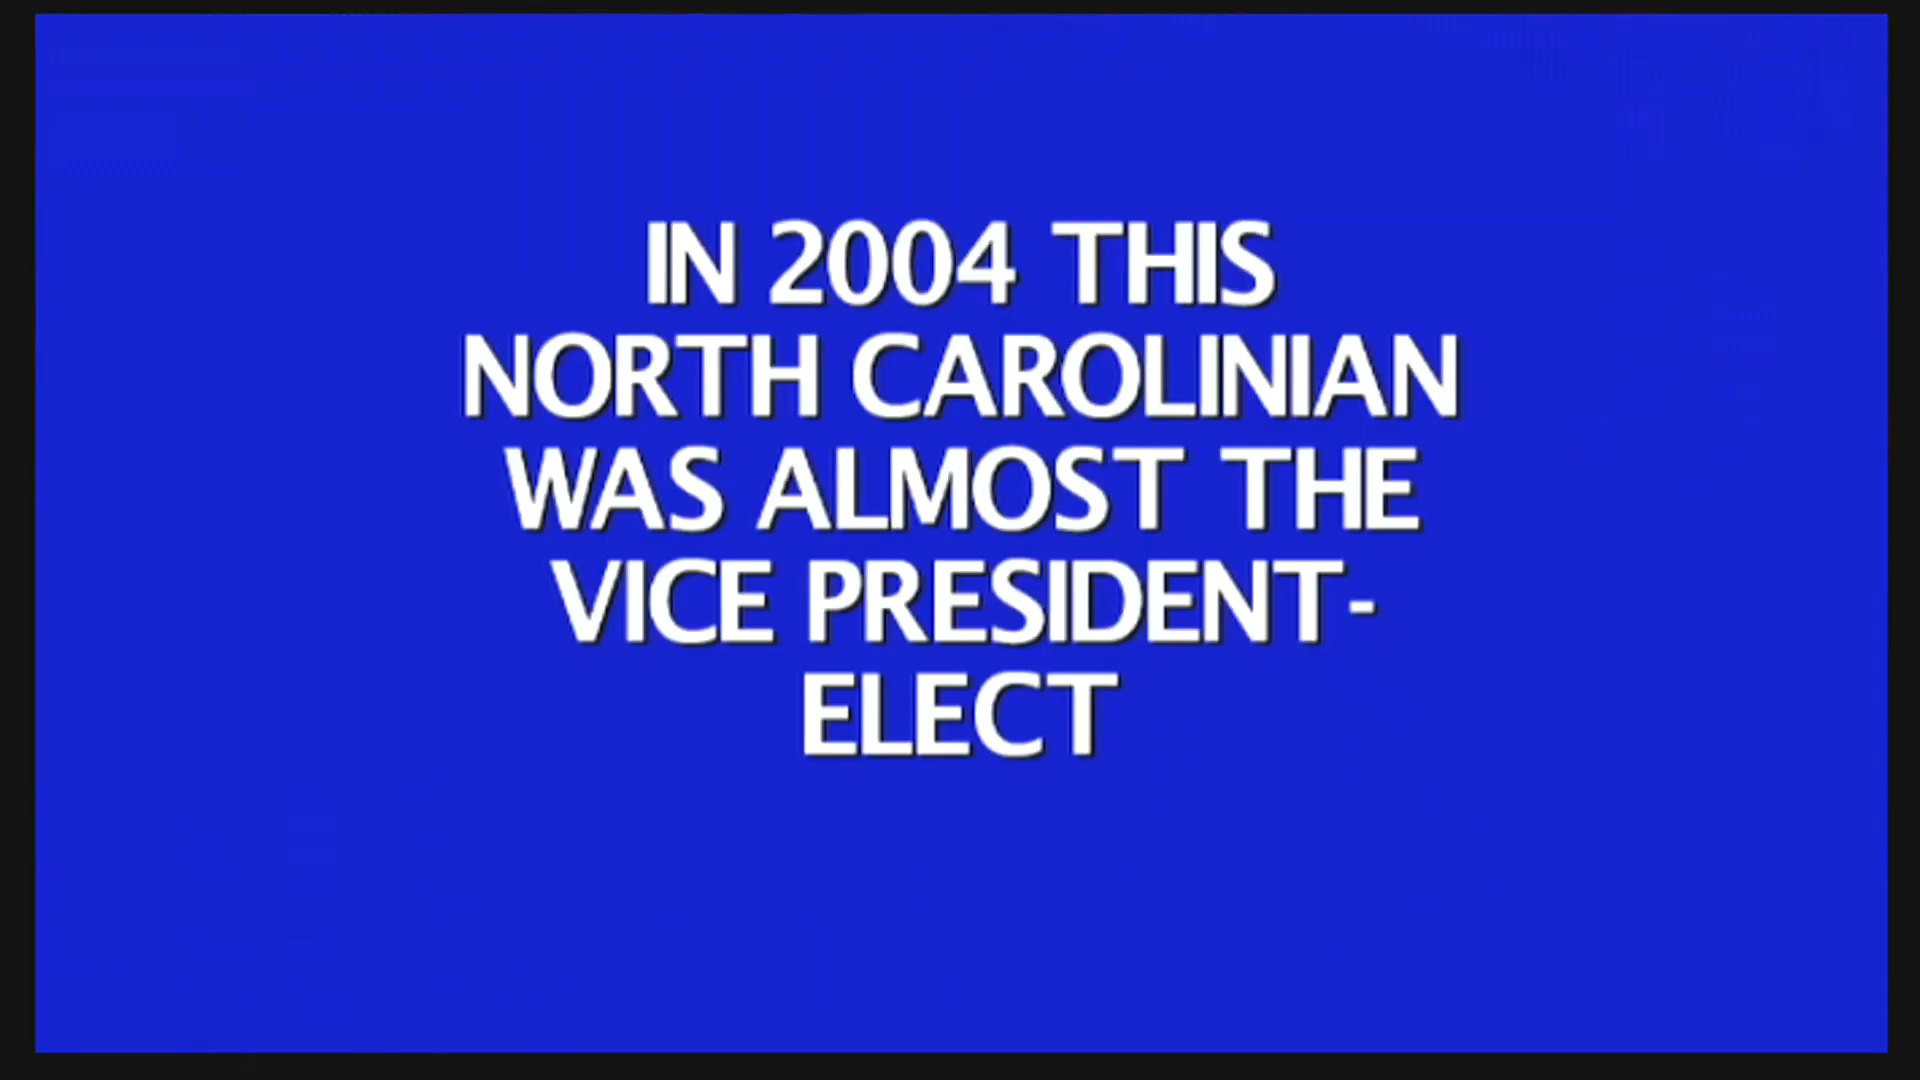 IN 2004 THIS
NORTH CAROLINIAN
WAS ALMOST THE
VICE PRESIDENT-
ELECT